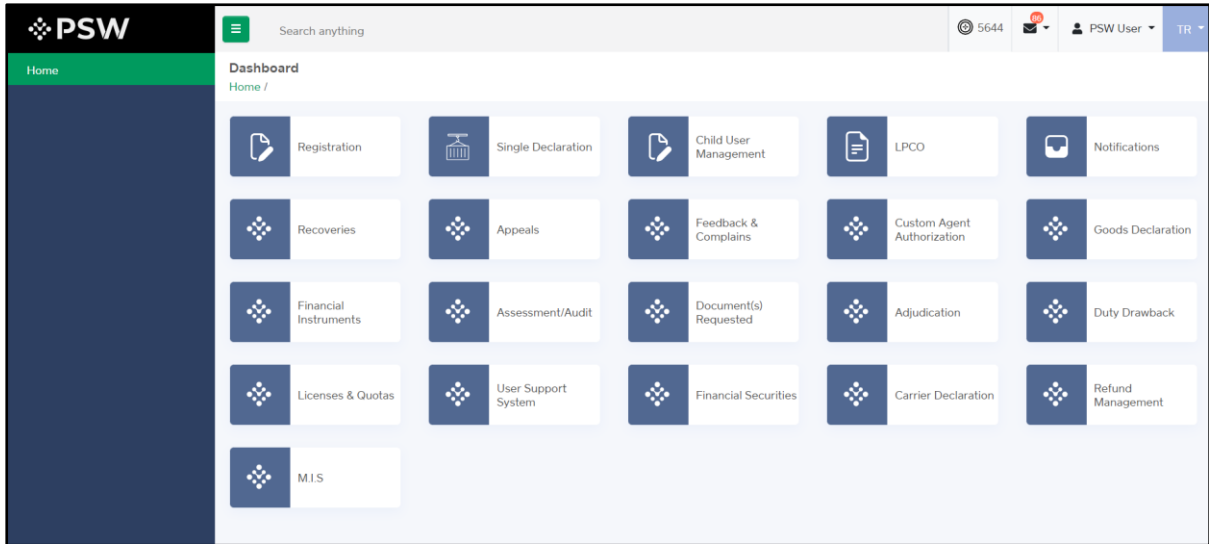 PSW
Search anything
5644
86
PSW User
TR
Home
Dashboard
Home /
Registration
Single Declaration
Child User
Management
LPCO
Notifications
Recoveries
Appeals
Feedback &
Complains
Custom Agent
Authorization
Goods Declaration
Financial
Instruments
Assessment/Audit
Document(s)
Requested
Adjudication
Duty Drawback
Licenses & Quotas
User Support
System
Financial Securities
Carrier Declaration
Refund
Management
M.I.S